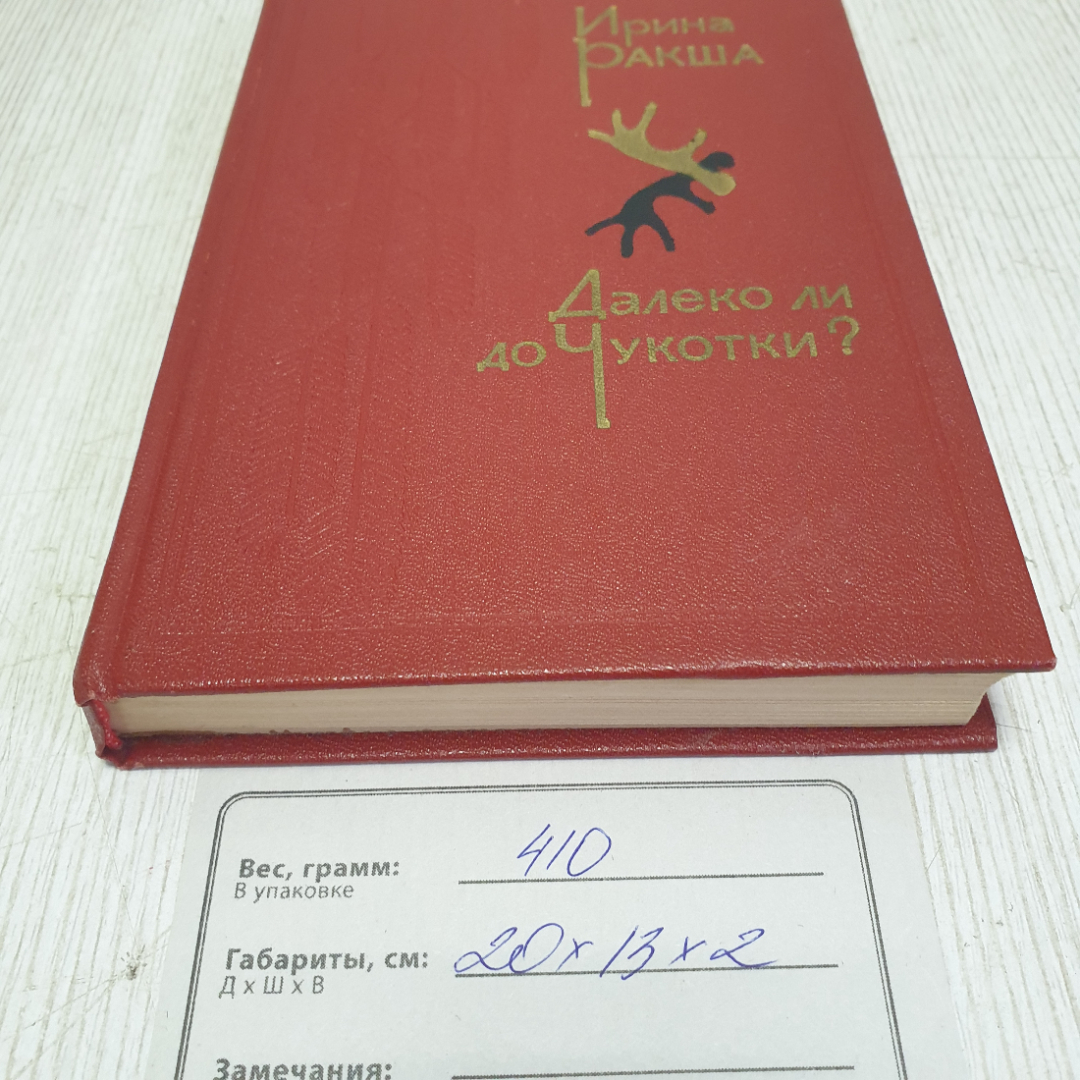 Ирина
Ракша
Далеко ли
до Чукотки?
Вес, грамм: 410
В упаковке
Габариты, см: 20 x 13 x 2
Д x Ш x В
Замечания: